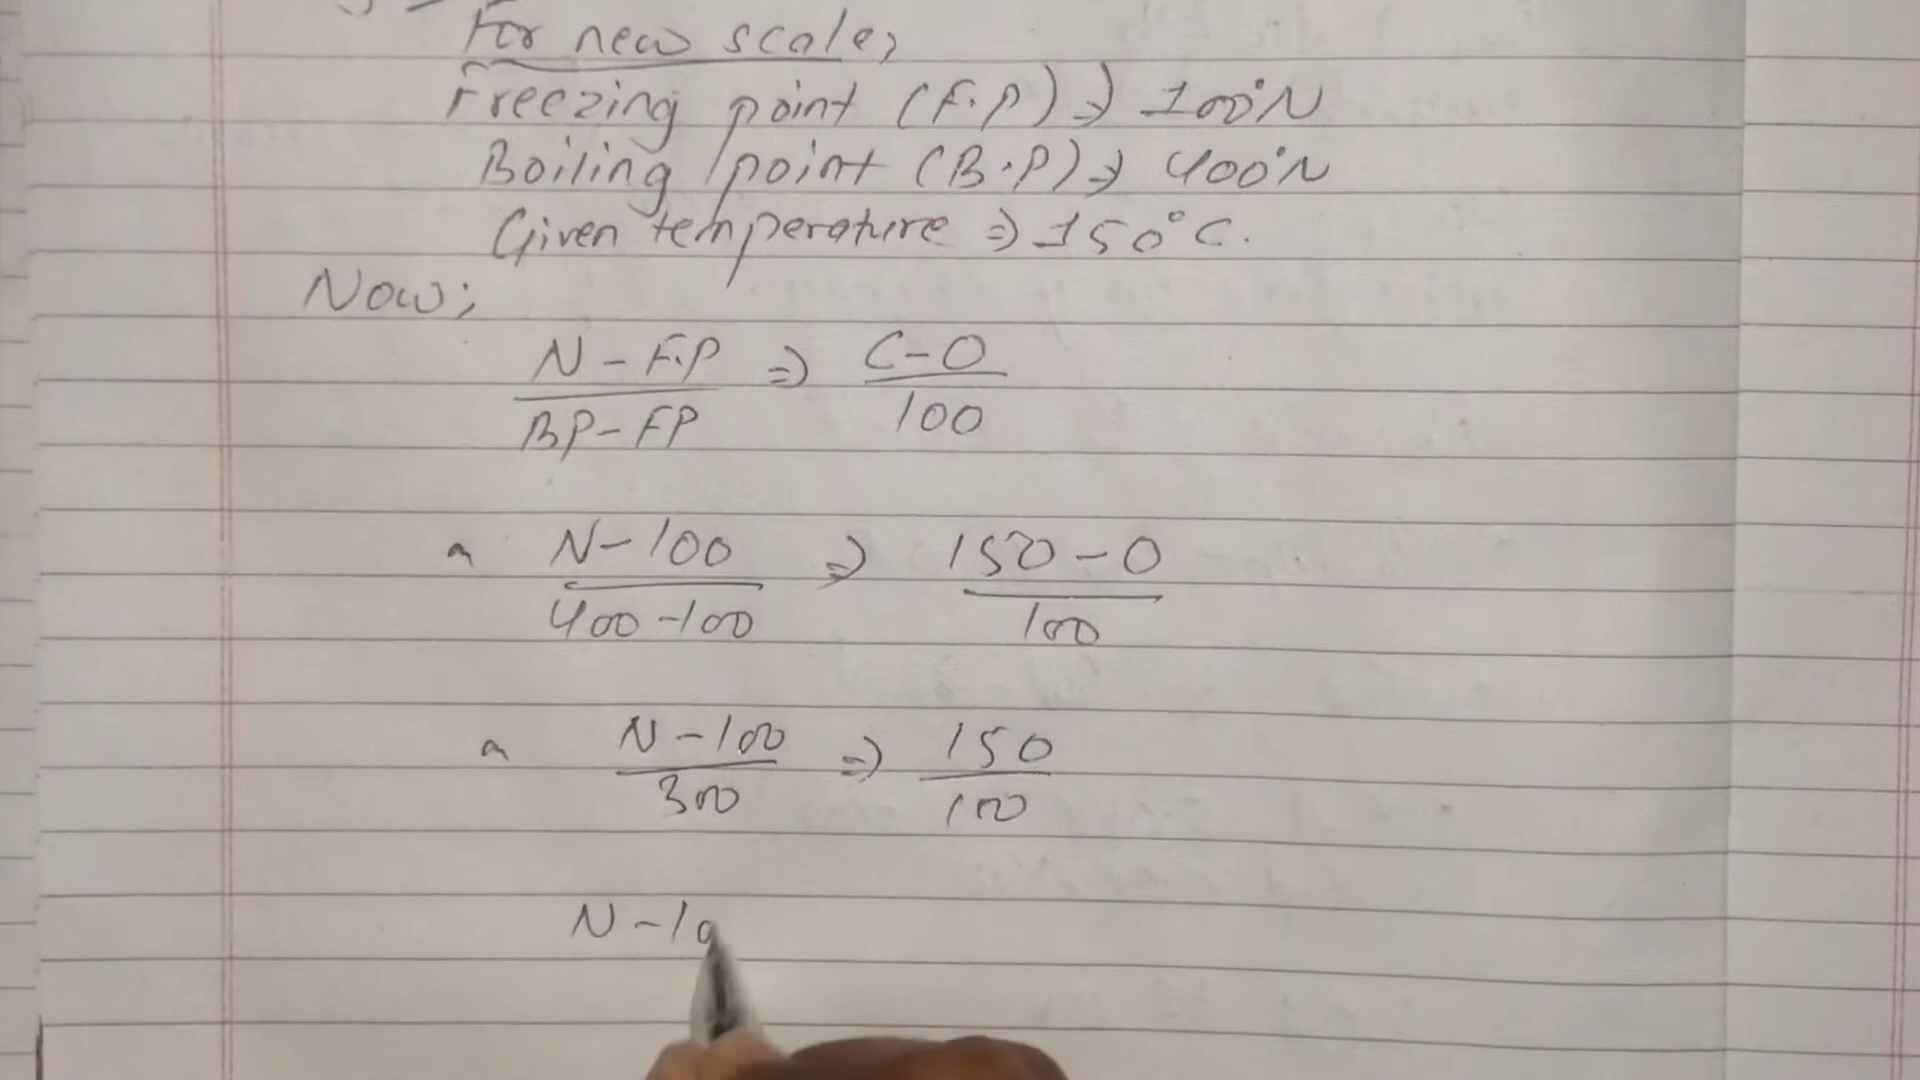 For new scale,
Freezing point (F.P) ⇒ 100°N
Boiling point (B.P) ⇒ 400°N
Given temperature ⇒ 150°C.
Now;
N - F.P / BP - FP ⇒ C - 0 / 100
N - 100 / 400 - 100 ⇒ 150 - 0 / 100
N - 100 / 300 ⇒ 150 / 100
N - 10